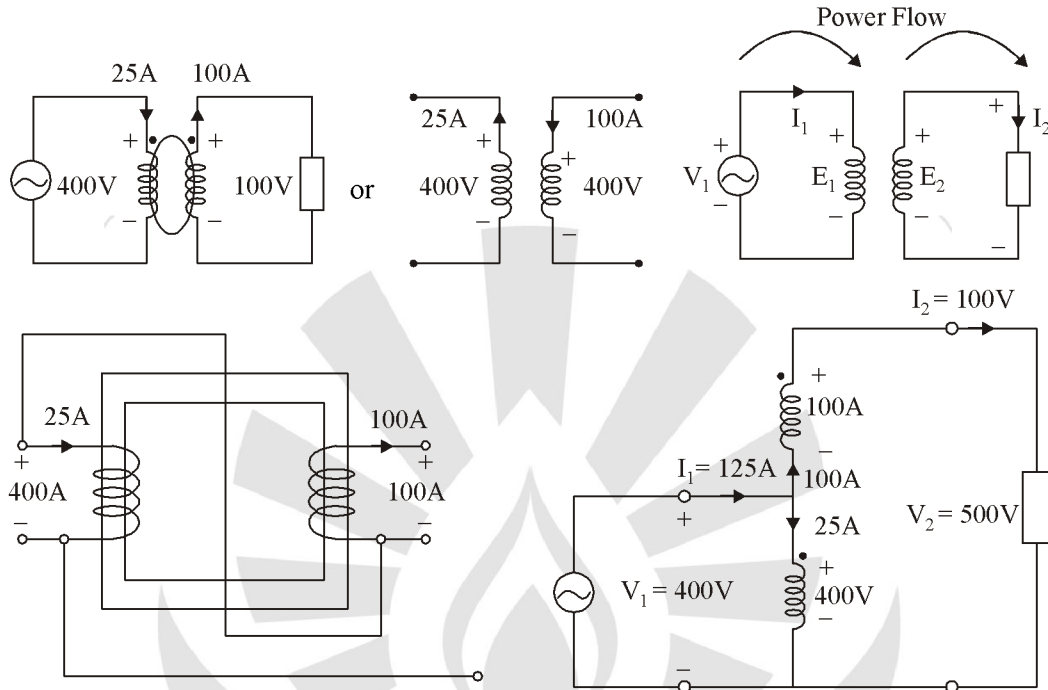 Power Flow
25A 100A
+ +
400V 100V
− −
or
25A 100A
+ +
400V 400V
− −
I₁ + I₂
+ + +
V₁ E₁ E₂
− − − −
25A 100A
+ +
400A 100A
− −
I₂ = 100V
+
100A
−
I₁ = 125A 100A
+
25A
V₂ = 500V
+
V₁ = 400V 400V
−
−